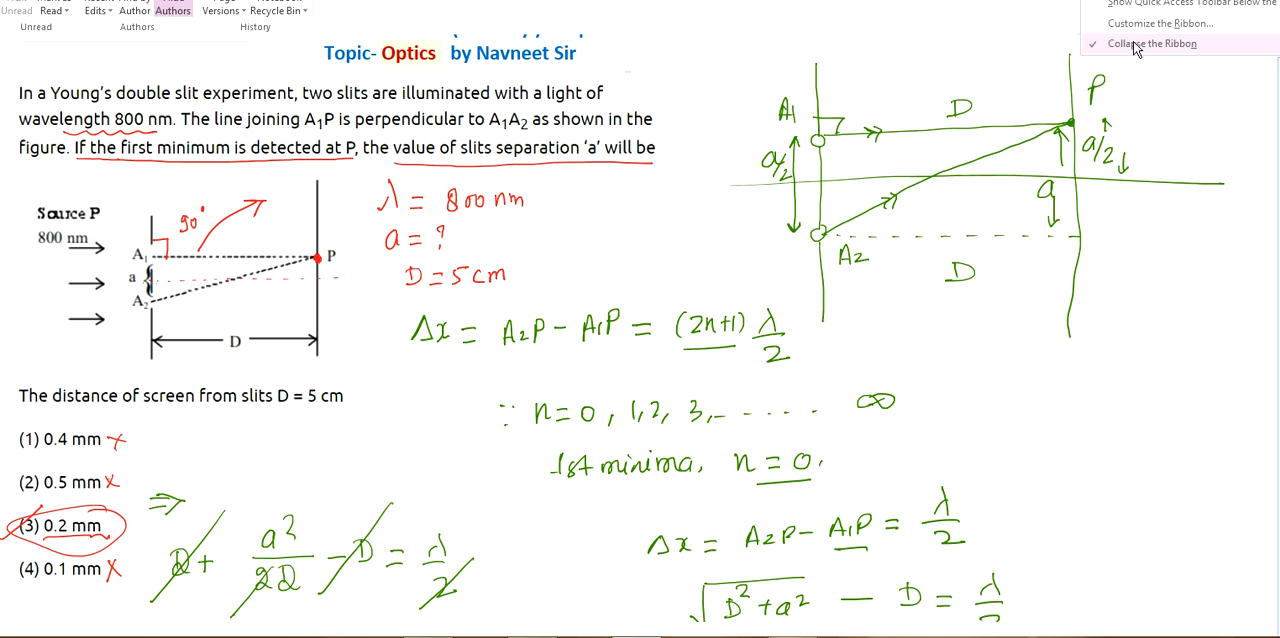 Unread Read Edits Author Authors Versions Recycle Bin
Unread Authors History
Show Quick Access Toolbar Below the
Customize the Ribbon...
✓ Collapse the Ribbon
Topic- Optics by Navneet Sir
In a Young's double slit experiment, two slits are illuminated with a light of
wavelength 800 nm. The line joining A₁P is perpendicular to A₁A₂ as shown in the
figure. If the first minimum is detected at P, the value of slits separation 'a' will be
Source P
800 nm
90°
A₁
P
a
A₂
D
λ = 800 nm
a = ?
D = 5 cm
A₁
D
P
a/2
a/2
a
A₂
D
Δx = A₂P - A₁P = (2n+1) λ/2
∵ n = 0, 1, 2, 3, - ..... ∞
1st minima, n = 0.
The distance of screen from slits D = 5 cm
(1) 0.4 mm ×
(2) 0.5 mm ×
(3) 0.2 mm
(4) 0.1 mm ×
⇒ D + a²/2D - D = λ/2
Δx = A₂P - A₁P = λ/2
√D² + a² - D = λ/2